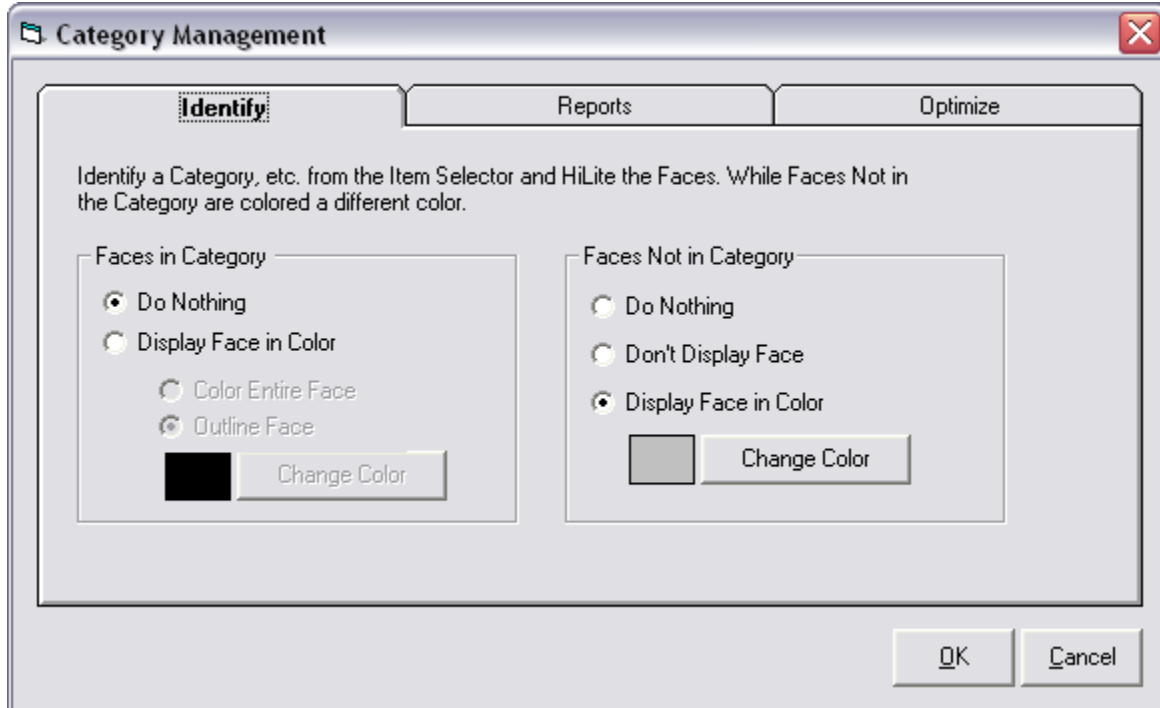 Category Management
Identify
Reports
Optimize
Identify a Category, etc. from the Item Selector and HiLite the Faces. While Faces Not in
the Category are colored a different color.
Faces in Category
Do Nothing
Display Face in Color
Color Entire Face
Outline Face
Change Color
Faces Not in Category
Do Nothing
Don't Display Face
Display Face in Color
Change Color
OK
Cancel